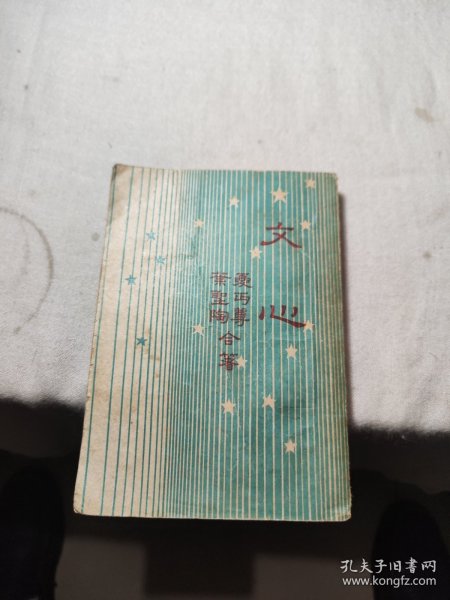 文心
夏丏尊
葉聖陶
合著
孔夫子旧书网
www.kongfz.com